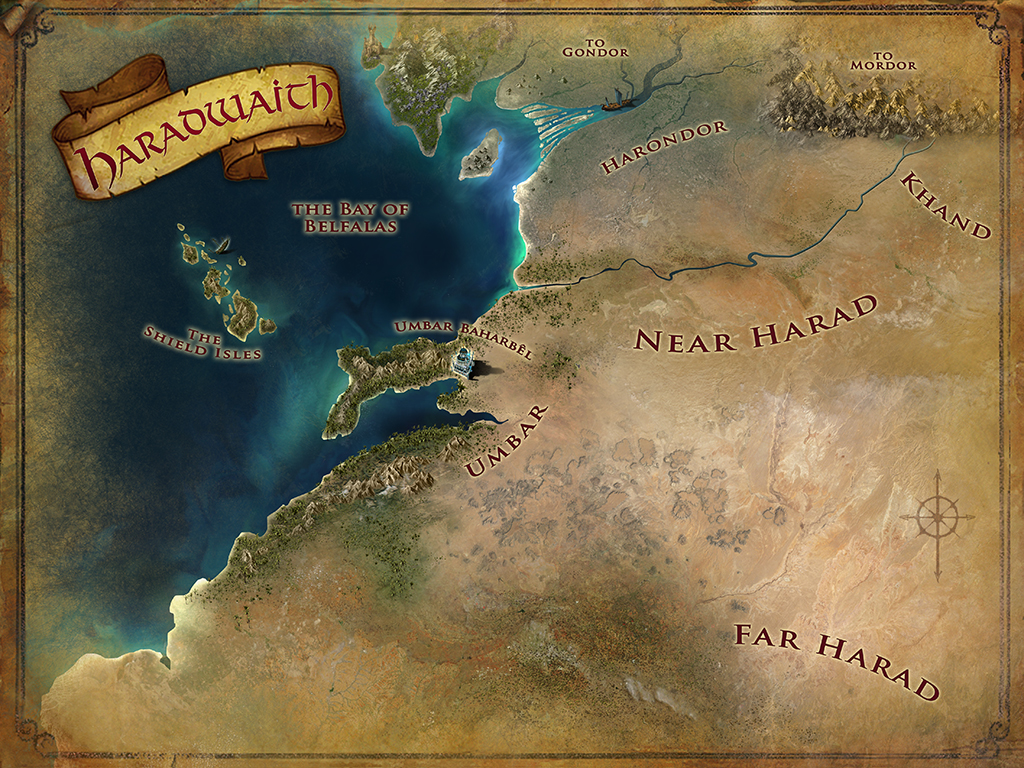 Haradwaith
To
Gondor
To
Mordor
Harondor
Khand
The Bay of
Belfalas
The
Shield Isles
Umbar Baharbêl
Near Harad
Umbar
Far Harad